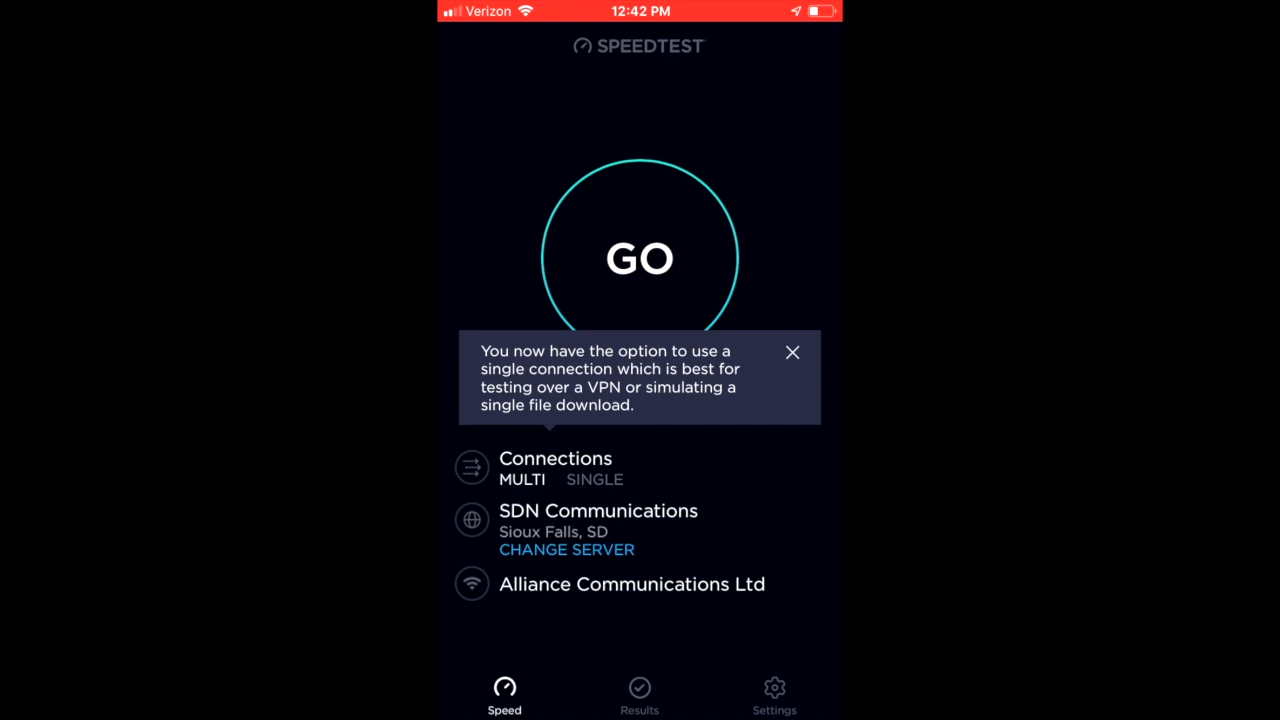 Verizon 12:42 PM
SPEEDTEST
GO
You now have the option to use a
single connection which is best for
testing over a VPN or simulating a
single file download.
Connections
MULTI SINGLE
SDN Communications
Sioux Falls, SD
CHANGE SERVER
Alliance Communications Ltd
Speed Results Settings